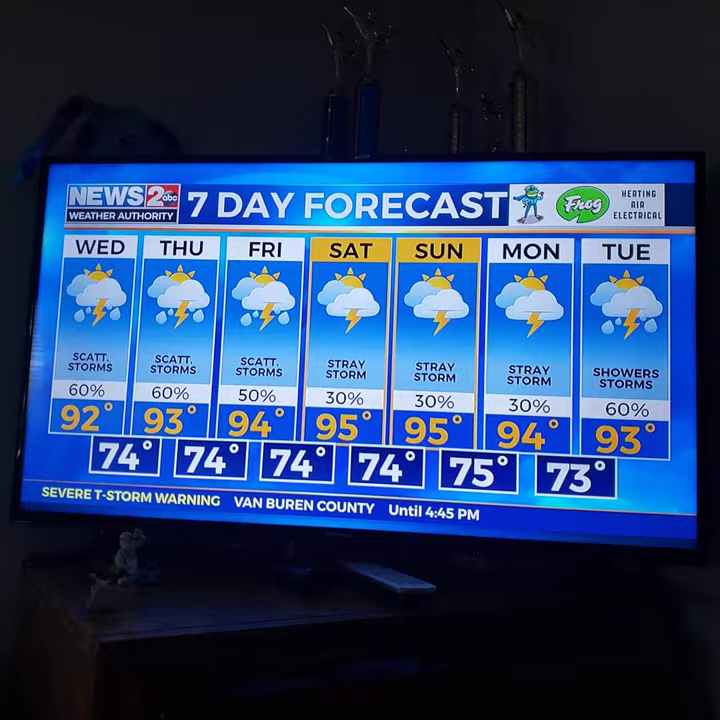 NEWS 2 abc
WEATHER AUTHORITY
7 DAY FORECAST
Frog
HEATING
AIR
ELECTRICAL
WED
SCATT.
STORMS
60%
92°
THU
SCATT.
STORMS
60%
93°
FRI
SCATT.
STORMS
50%
94°
SAT
STRAY
STORM
30%
95°
SUN
STRAY
STORM
30%
95°
MON
STRAY
STORM
30%
94°
TUE
SHOWERS
STORMS
60%
93°
74° 74° 74° 74° 75° 73°
SEVERE T-STORM WARNING VAN BUREN COUNTY Until 4:45 PM